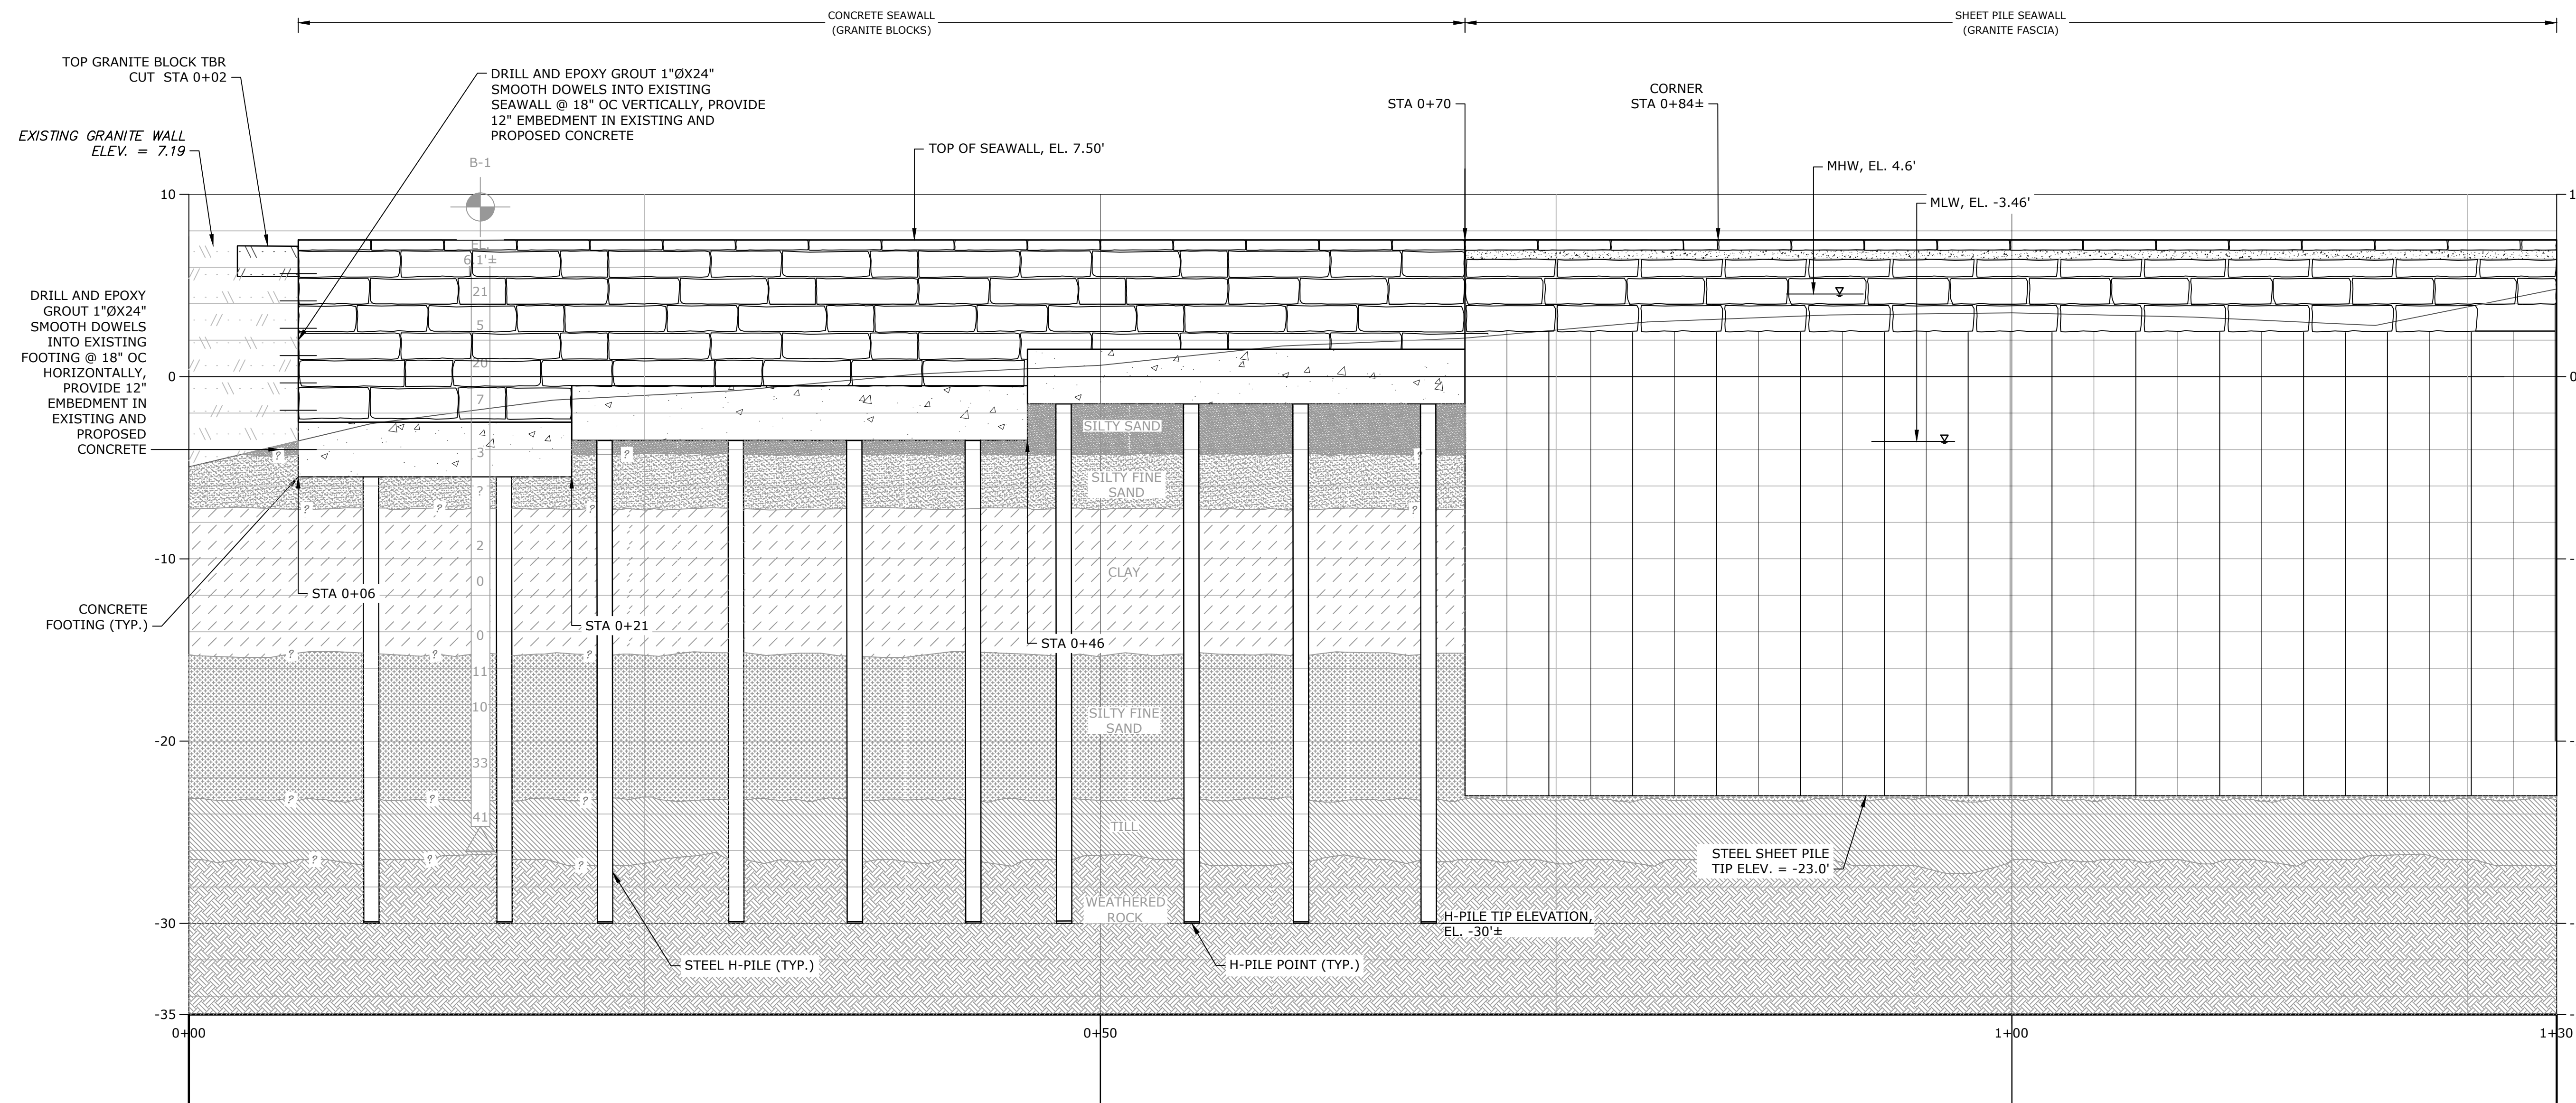 CONCRETE SEAWALL
(GRANITE BLOCKS)
SHEET PILE SEAWALL
(GRANITE FASCIA)
TOP GRANITE BLOCK TBR
CUT STA 0+02
DRILL AND EPOXY GROUT 1"ØX24"
SMOOTH DOWELS INTO EXISTING
SEAWALL @ 18" OC VERTICALLY, PROVIDE
12" EMBEDMENT IN EXISTING AND
PROPOSED CONCRETE
CORNER
STA 0+84±
STA 0+70
EXISTING GRANITE WALL
ELEV. = 7.19
TOP OF SEAWALL, EL. 7.50'
B-1
MHW, EL. 4.6'
MLW, EL. -3.46'
10
EL.
6.1'±
21
5
20
7
3
?
2
0
0
11
10
33
41
DRILL AND EPOXY
GROUT 1"ØX24"
SMOOTH DOWELS
INTO EXISTING
FOOTING @ 18" OC
HORIZONTALLY,
PROVIDE 12"
EMBEDMENT IN
EXISTING AND
PROPOSED
CONCRETE
0
0
SILTY SAND
?
?
?
SILTY FINE
SAND
?
?
?
?
-10
CLAY
STA 0+06
CONCRETE
FOOTING (TYP.)
STA 0+21
STA 0+46
?
?
?
SILTY FINE
SAND
-20
?
?
?
TILL
STEEL SHEET PILE
TIP ELEV. = -23.0'
?
?
?
WEATHERED
ROCK
-30
H-PILE TIP ELEVATION,
EL. -30'±
STEEL H-PILE (TYP.)
H-PILE POINT (TYP.)
-35
0+00
0+50
1+00
1+30